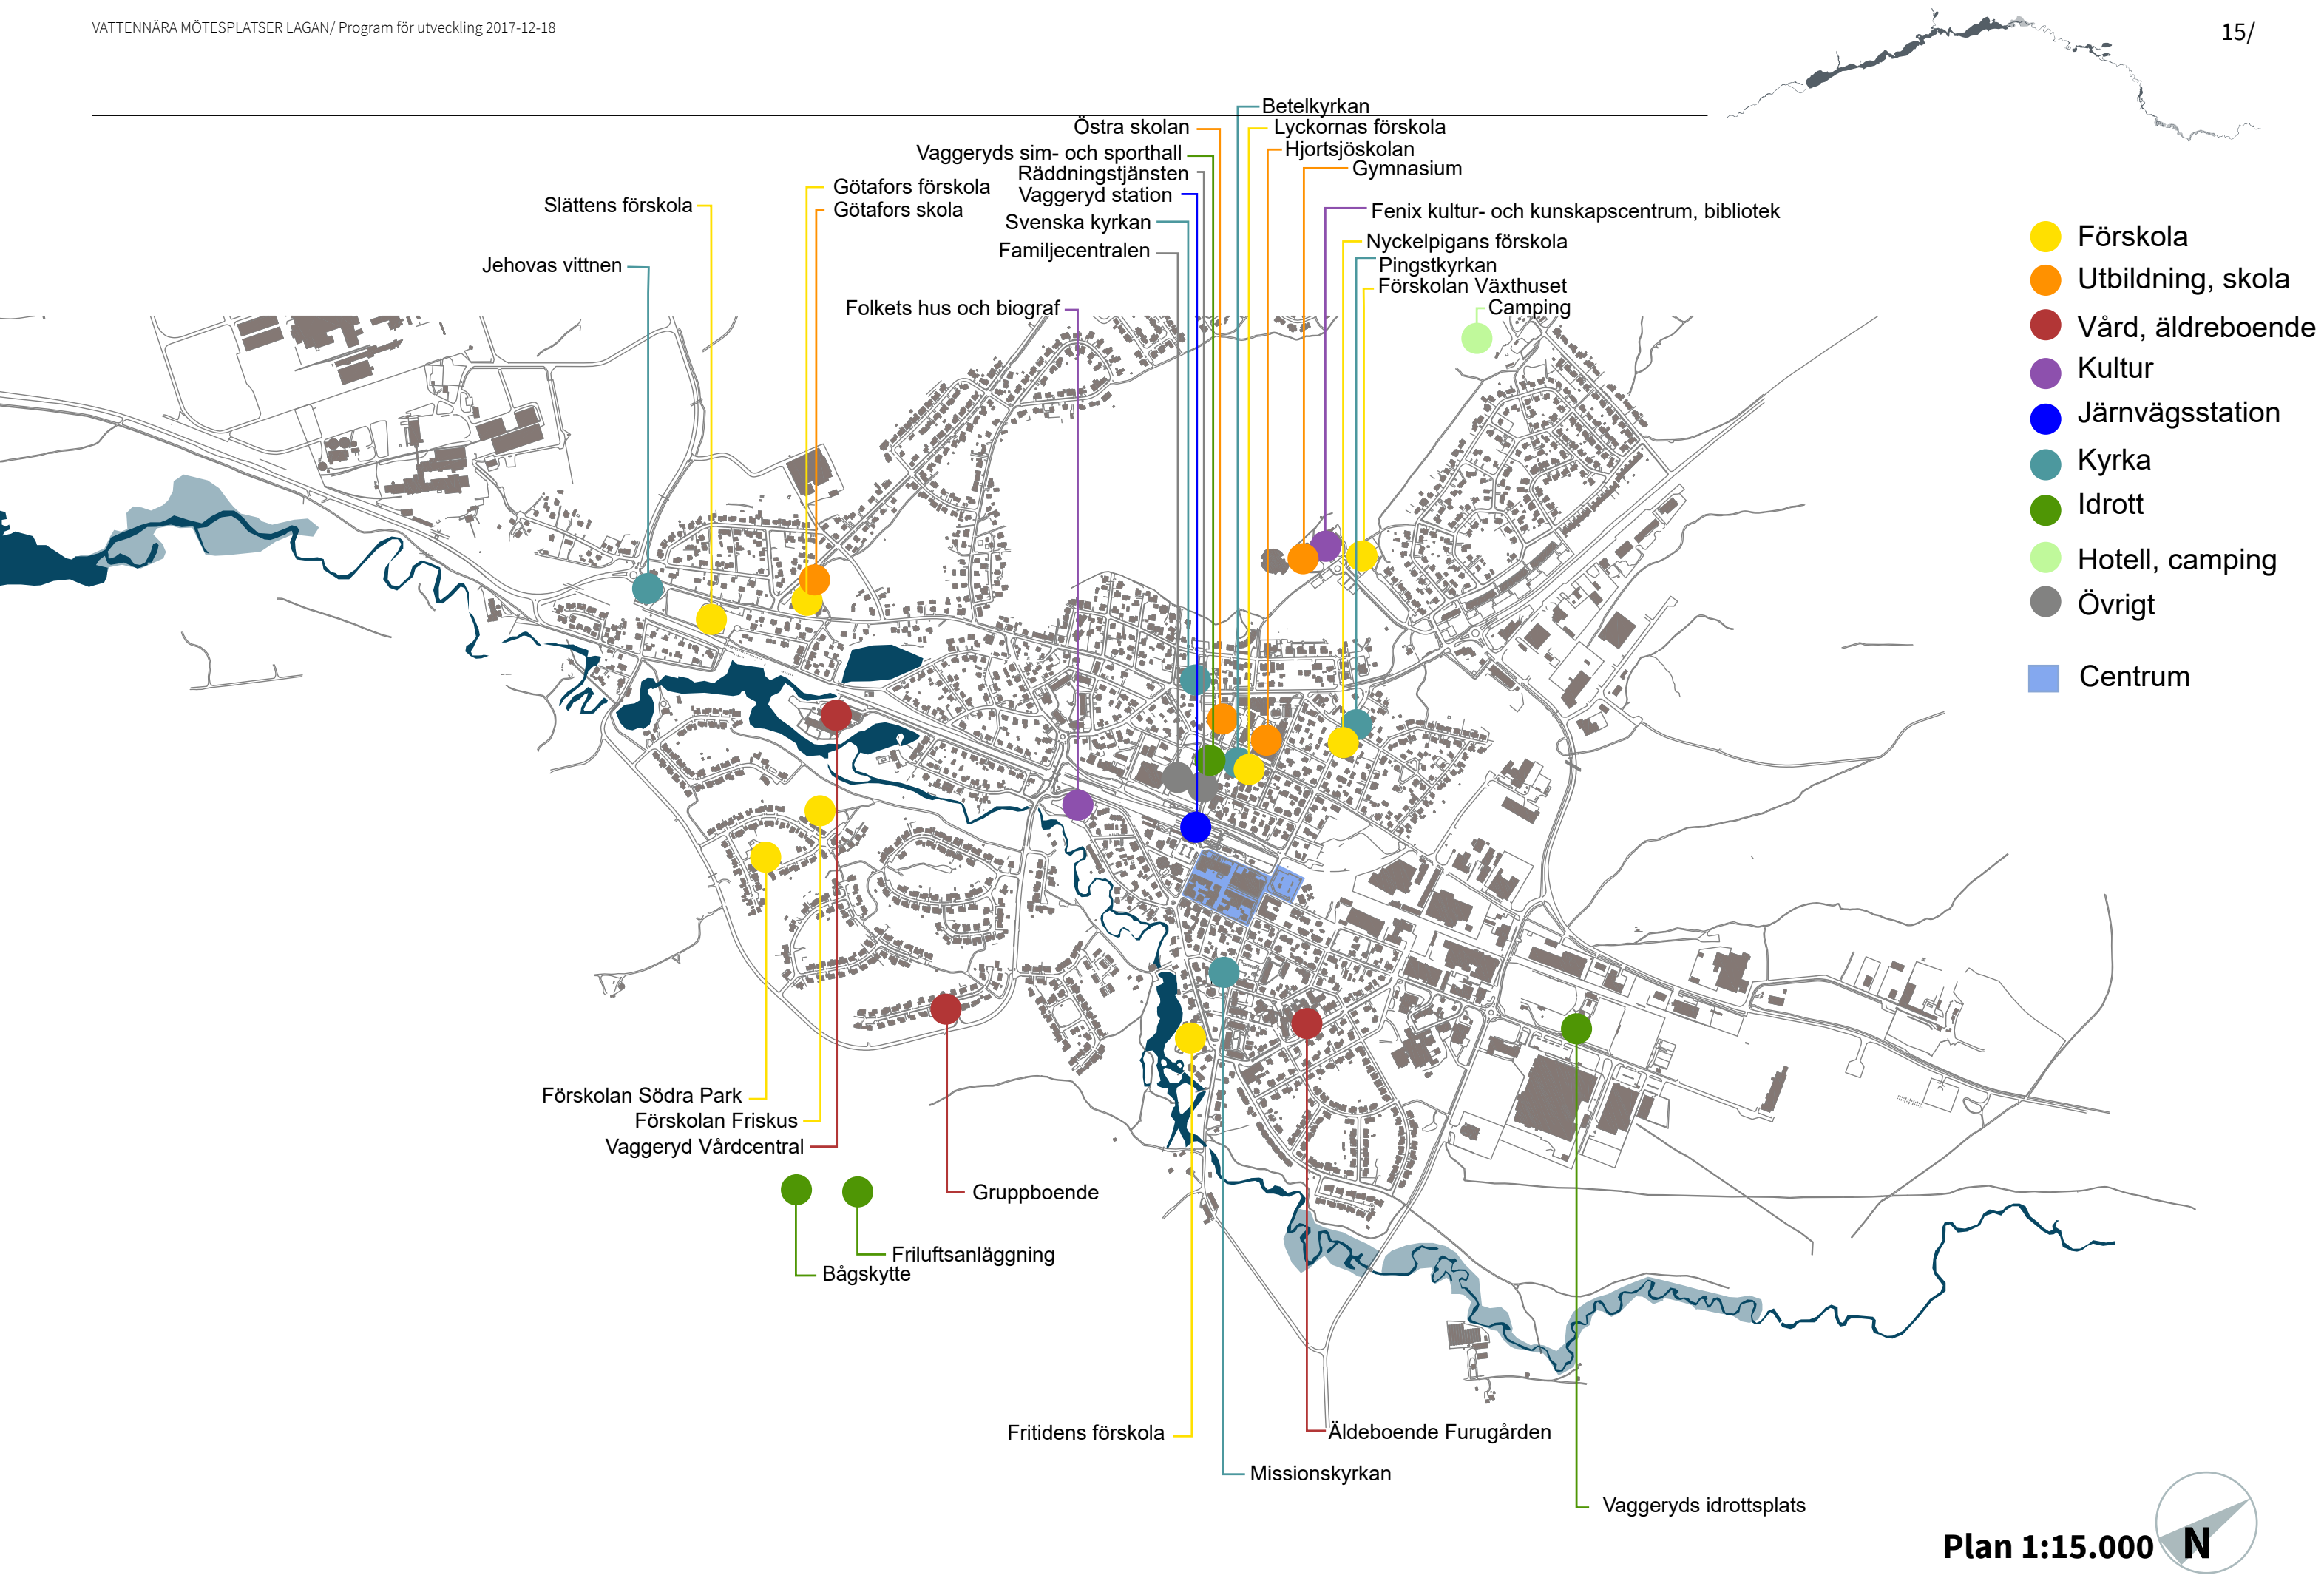 VATTENNÄRA MÖTESPLATSER LAGAN/ Program för utveckling 2017-12-18
15/
Betelkyrkan
Östra skolan
Lyckornas förskola
Vaggeryds sim- och sporthall
Hjortsjöskolan
Räddningstjänsten
Gymnasium
Götafors förskola
Vaggeryd station
Slättens förskola
Götafors skola
Fenix kultur- och kunskapscentrum, bibliotek
Svenska kyrkan
Familjecentralen
Nyckelpigans förskola
Jehovas vittnen
Pingstkyrkan
Förskolan Växthuset
Folkets hus och biograf
Camping
Förskola
Utbildning, skola
Vård, äldreboende
Kultur
Järnvägsstation
Kyrka
Idrott
Hotell, camping
Övrigt
Centrum
Förskolan Södra Park
Förskolan Friskus
Vaggeryd Vårdcentral
Gruppboende
Friluftsanläggning
Bågskytte
Fritidens förskola
Äldeboende Furugården
Missionskyrkan
Vaggeryds idrottsplats
Plan 1:15.000
N